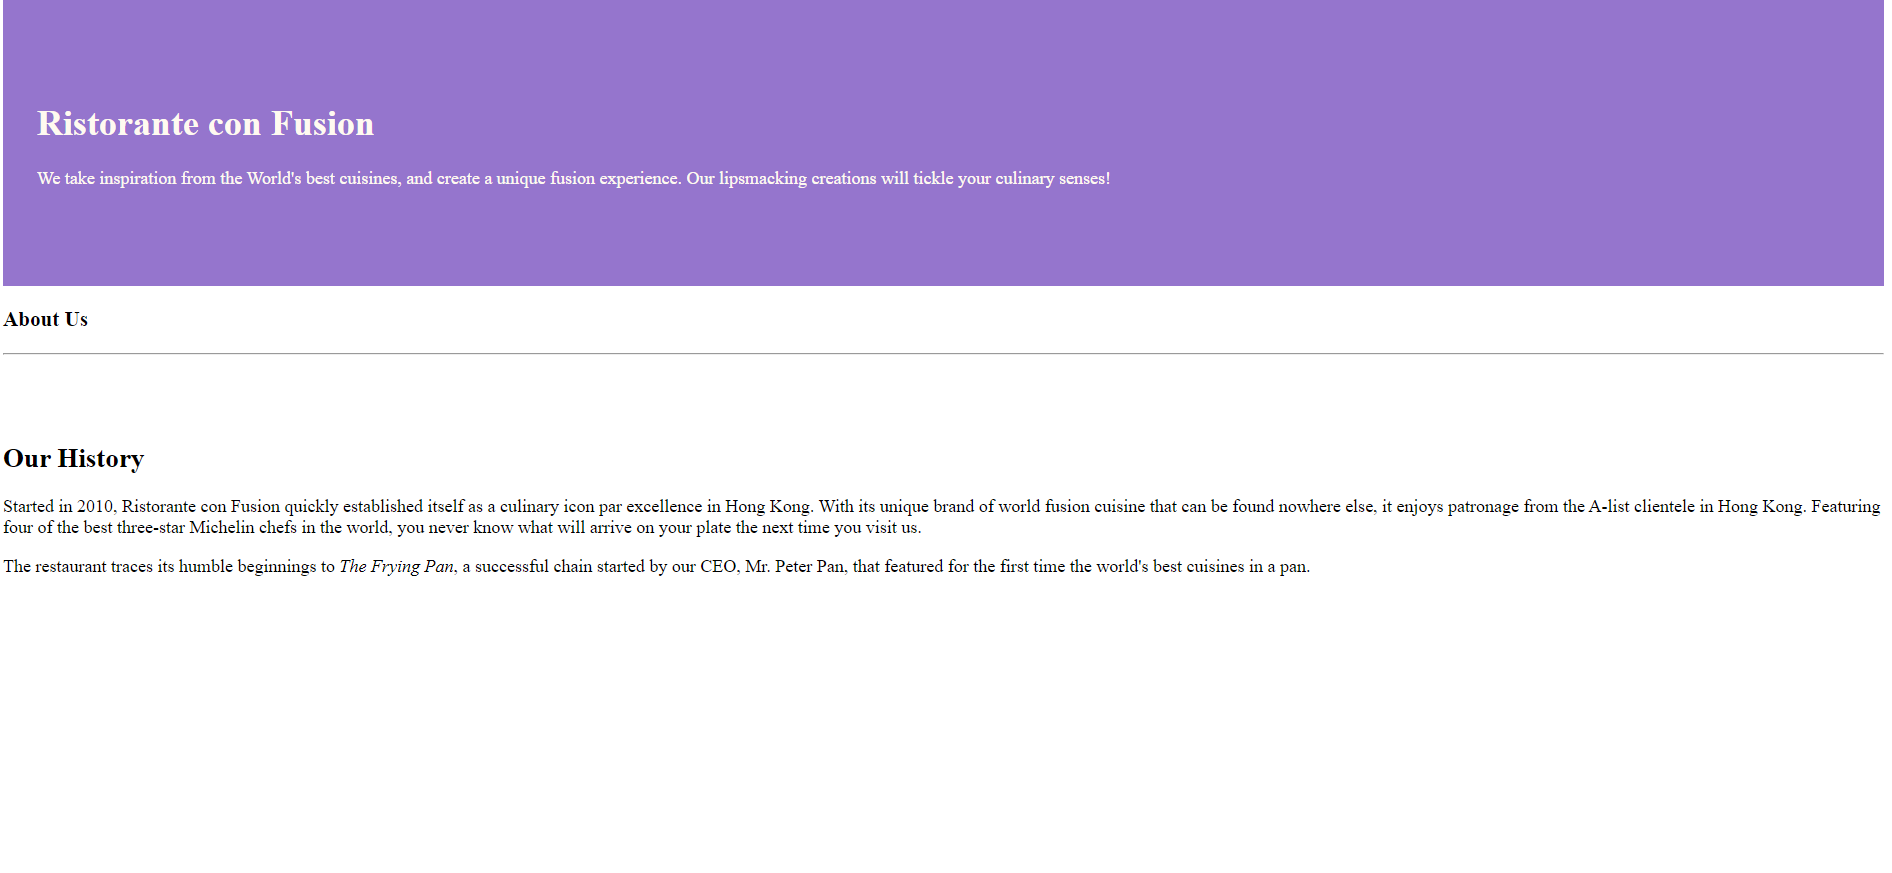 Ristorante con Fusion
We take inspiration from the World's best cuisines, and create a unique fusion experience. Our lipsmacking creations will tickle your culinary senses!
About Us
Our History
Started in 2010, Ristorante con Fusion quickly established itself as a culinary icon par excellence in Hong Kong. With its unique brand of world fusion cuisine that can be found nowhere else, it enjoys patronage from the A-list clientele in Hong Kong. Featuring
four of the best three-star Michelin chefs in the world, you never know what will arrive on your plate the next time you visit us.
The restaurant traces its humble beginnings to The Frying Pan, a successful chain started by our CEO, Mr. Peter Pan, that featured for the first time the world's best cuisines in a pan.